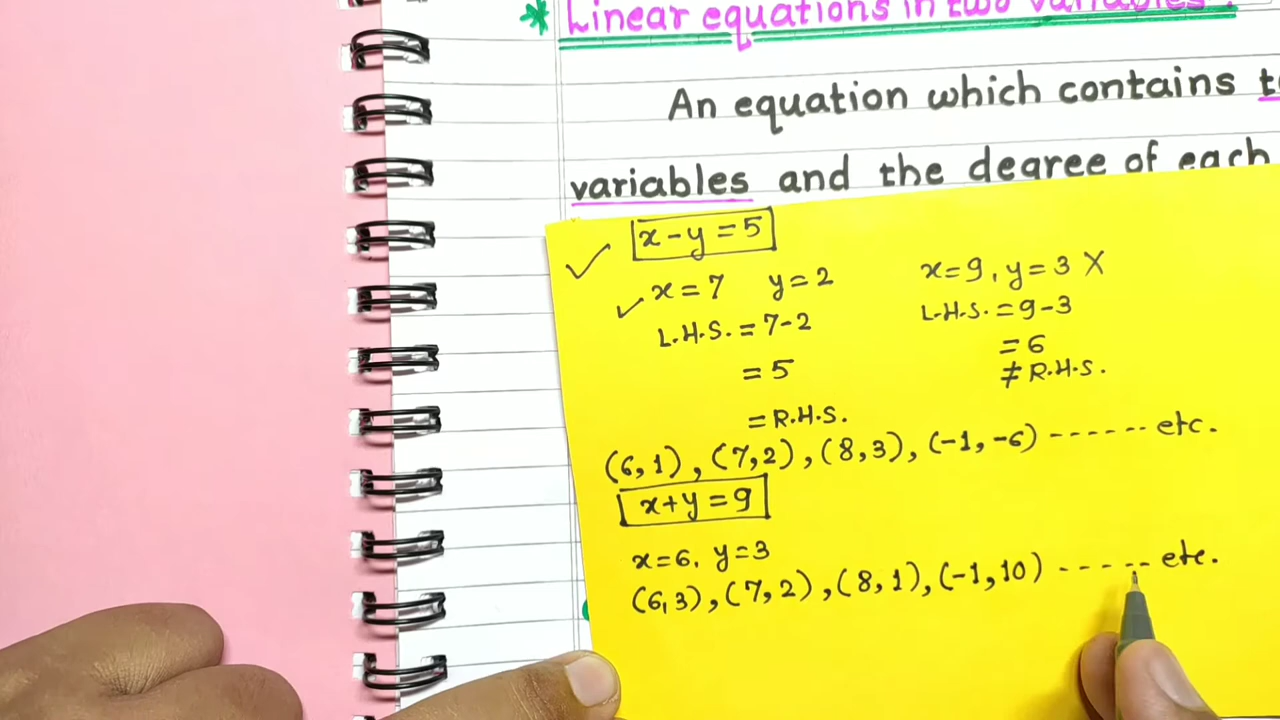 * Linear equations in two variables :
An equation which contains
variables and the degree of each
✓ x-y=5
✓ x=7 y=2
L.H.S. = 7-2
= 5
= R.H.S.
x=9, y=3 X
L.H.S. = 9-3
= 6
≠ R.H.S.
(6,1), (7,2), (8,3), (-1,-6) ------ etc.
x+y=9
x=6, y=3
(6,3), (7,2), (8,1), (-1,10) ----- etc.